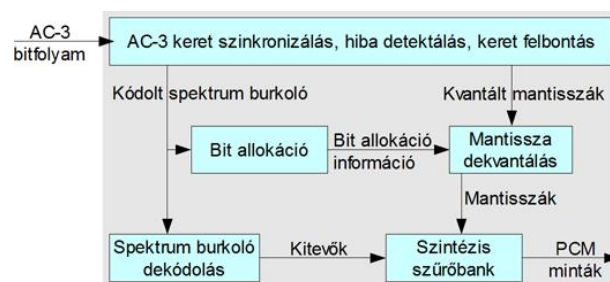 AC-3
bitfolyam
AC-3 keret szinkronizálás, hiba detektálás, keret felbontás
Kódolt spektrum burkoló
Kvantált mantisszák
Bit allokáció
Bit allokáció
információ
Mantissza
dekvantálás
Mantisszák
Spektrum burkoló
dekódolás
Kitevők
Szintézis
szűrőbank
PCM
minták